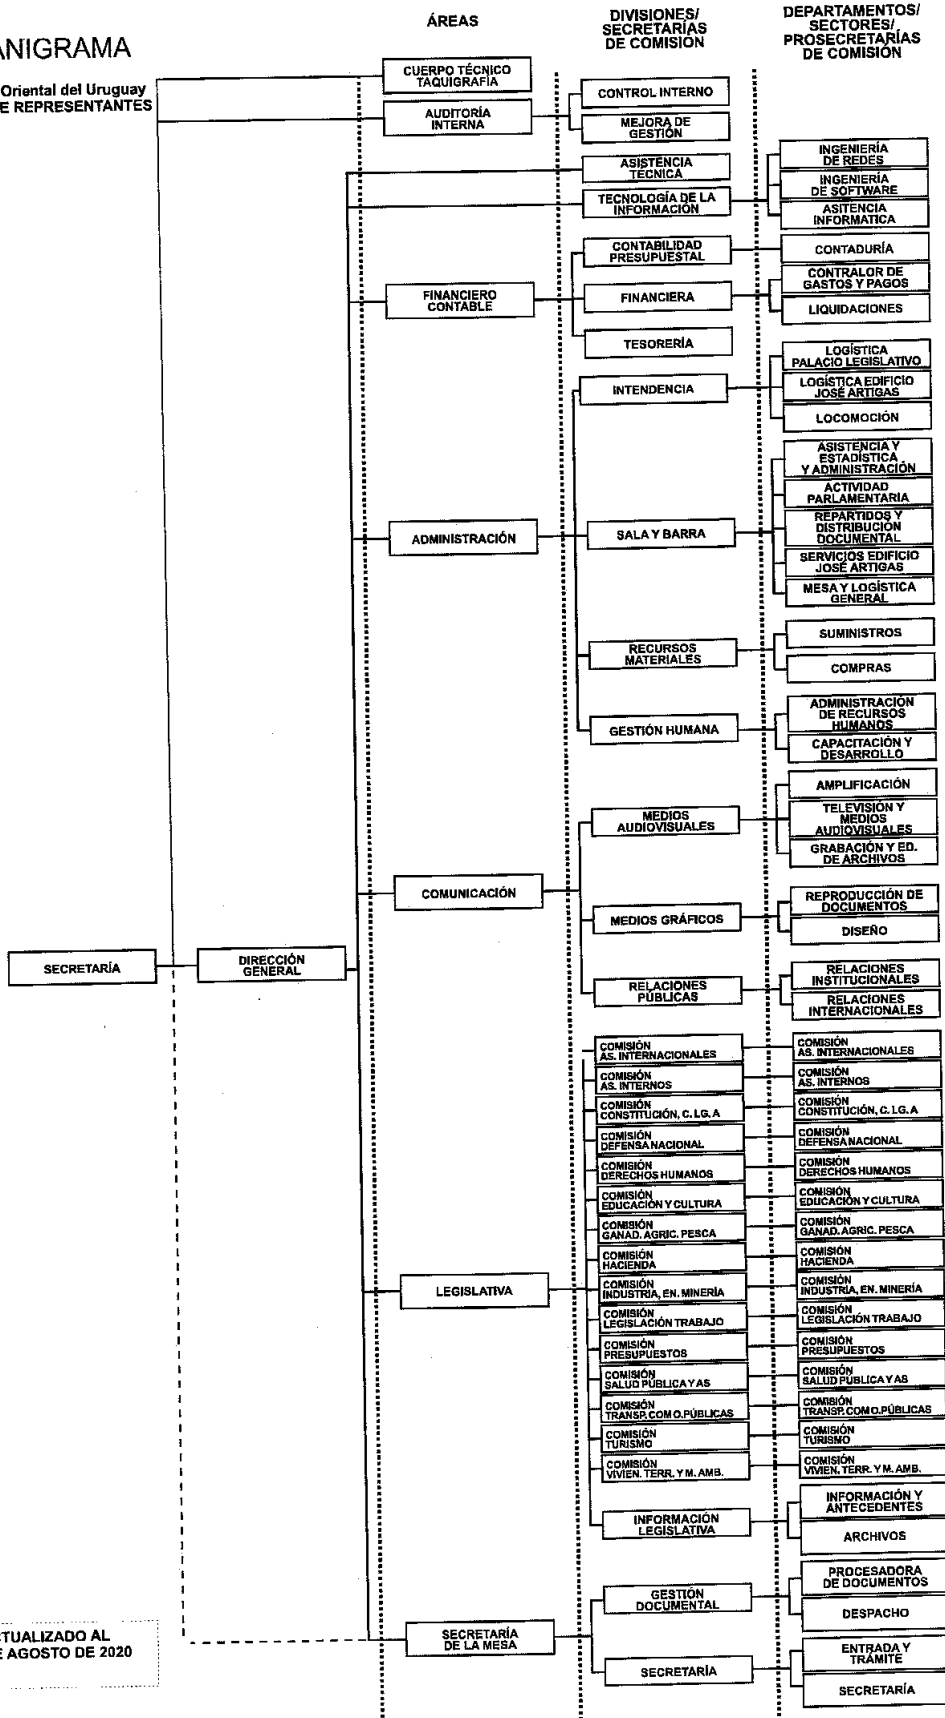 ANIGRAMA
Oriental del Uruguay
E REPRESENTANTES
ÁREAS
DIVISIONES/
SECRETARÍAS
DE COMISIÓN
DEPARTAMENTOS/
SECTORES/
PROSECRETARÍAS
DE COMISIÓN
CUERPO TÉCNICO
TAQUIGRAFÍA
AUDITORÍA
INTERNA
CONTROL INTERNO
MEJORA DE
GESTIÓN
ASISTENCIA
TÉCNICA
TECNOLOGÍA DE LA
INFORMACIÓN
INGENIERÍA
DE REDES
INGENIERÍA
DE SOFTWARE
ASITENCIA
INFORMATICA
FINANCIERO
CONTABLE
CONTABILIDAD
PRESUPUESTAL
CONTADURÍA
FINANCIERA
CONTRALOR DE
GASTOS Y PAGOS
LIQUIDACIONES
TESORERÍA
ADMINISTRACIÓN
INTENDENCIA
LOGÍSTICA
PALACIO LEGISLATIVO
LOGÍSTICA EDIFICIO
JOSÉ ARTIGAS
LOCOMOCIÓN
SALA Y BARRA
ASISTENCIA Y
ESTADÍSTICA
Y ADMINISTRACIÓN
ACTIVIDAD
PARLAMENTARIA
REPARTIDOS Y
DISTRIBUCIÓN
DOCUMENTAL
SERVICIOS EDIFICIO
JOSÉ ARTIGAS
MESA Y LOGÍSTICA
GENERAL
RECURSOS
MATERIALES
SUMINISTROS
COMPRAS
GESTIÓN HUMANA
ADMINISTRACIÓN
DE RECURSOS
HUMANOS
CAPACITACIÓN Y
DESARROLLO
COMUNICACIÓN
MEDIOS
AUDIOVISUALES
AMPLIFICACIÓN
TELEVISIÓN Y
MEDIOS
AUDIOVISUALES
GRABACIÓN Y ED.
DE ARCHIVOS
MEDIOS GRÁFICOS
REPRODUCCIÓN DE
DOCUMENTOS
DISEÑO
RELACIONES
PÚBLICAS
RELACIONES
INSTITUCIONALES
RELACIONES
INTERNACIONALES
SECRETARÍA
DIRECCIÓN
GENERAL
LEGISLATIVA
COMISIÓN
AS. INTERNACIONALES
COMISIÓN
AS. INTERNACIONALES
COMISIÓN
AS. INTERNOS
COMISIÓN
AS. INTERNOS
COMISIÓN
CONSTITUCIÓN, C. LG. A
COMISIÓN
CONSTITUCIÓN, C. LG. A
COMISIÓN
DEFENSA NACIONAL
COMISIÓN
DEFENSA NACIONAL
COMISIÓN
DERECHOS HUMANOS
COMISIÓN
DERECHOS HUMANOS
COMISIÓN
EDUCACIÓN Y CULTURA
COMISIÓN
EDUCACIÓN Y CULTURA
COMISIÓN
GANAD. AGRIC. PESCA
COMISIÓN
GANAD. AGRIC. PESCA
COMISIÓN
HACIENDA
COMISIÓN
HACIENDA
COMISIÓN
INDUSTRIA, EN. MINERÍA
COMISIÓN
INDUSTRIA, EN. MINERÍA
COMISIÓN
LEGISLACIÓN TRABAJO
COMISIÓN
LEGISLACIÓN TRABAJO
COMISIÓN
PRESUPUESTOS
COMISIÓN
PRESUPUESTOS
COMISIÓN
SALUD PÚBLICA Y AS
COMISIÓN
SALUD PÚBLICA Y AS
COMISIÓN
TRANSP. COM O. PÚBLICAS
COMISIÓN
TRANSP. COM O. PÚBLICAS
COMISIÓN
TURISMO
COMISIÓN
TURISMO
COMISIÓN
VIVIEN. TERR. Y M. AMB.
COMISIÓN
VIVIEN. TERR. Y M. AMB.
INFORMACIÓN
LEGISLATIVA
INFORMACIÓN Y
ANTECEDENTES
ARCHIVOS
SECRETARÍA
DE LA MESA
GESTIÓN
DOCUMENTAL
PROCESADORA
DE DOCUMENTOS
DESPACHO
SECRETARÍA
ENTRADA Y
TRÁMITE
SECRETARÍA
CTUALIZADO AL
E AGOSTO DE 2020